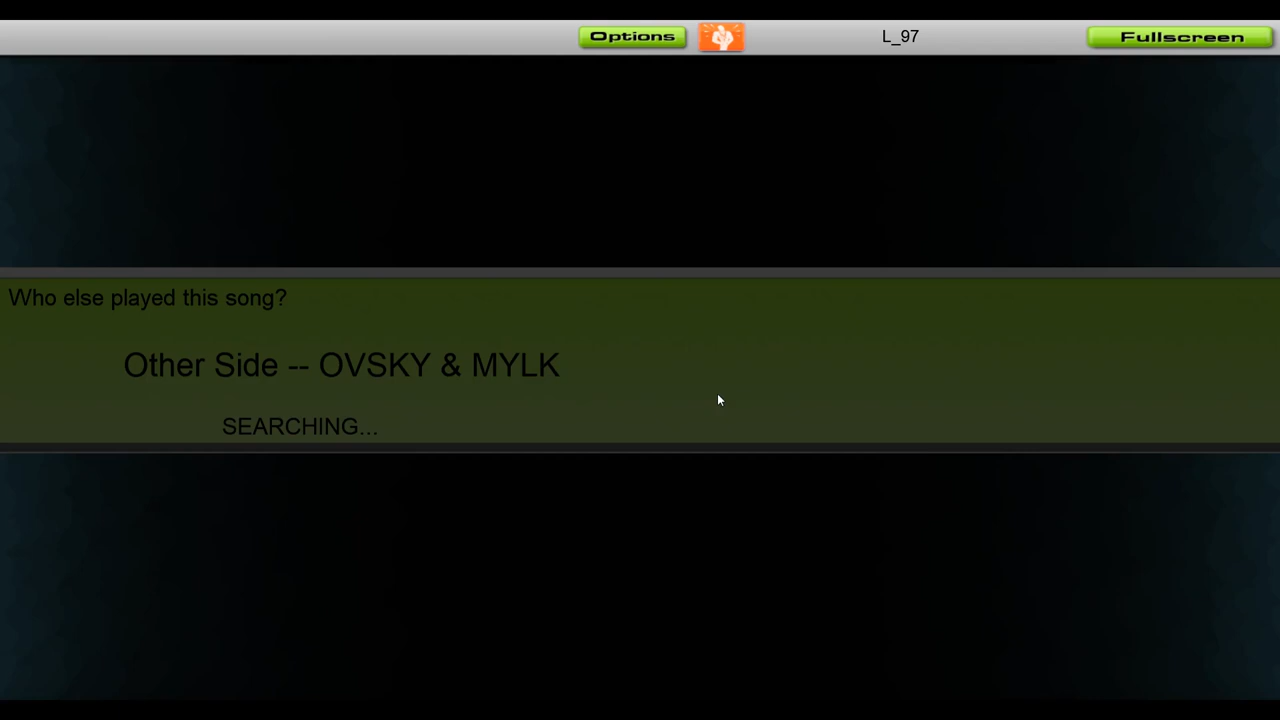 Options
L_97
Fullscreen
Who else played this song?
Other Side -- OVSKY & MYLK
SEARCHING...